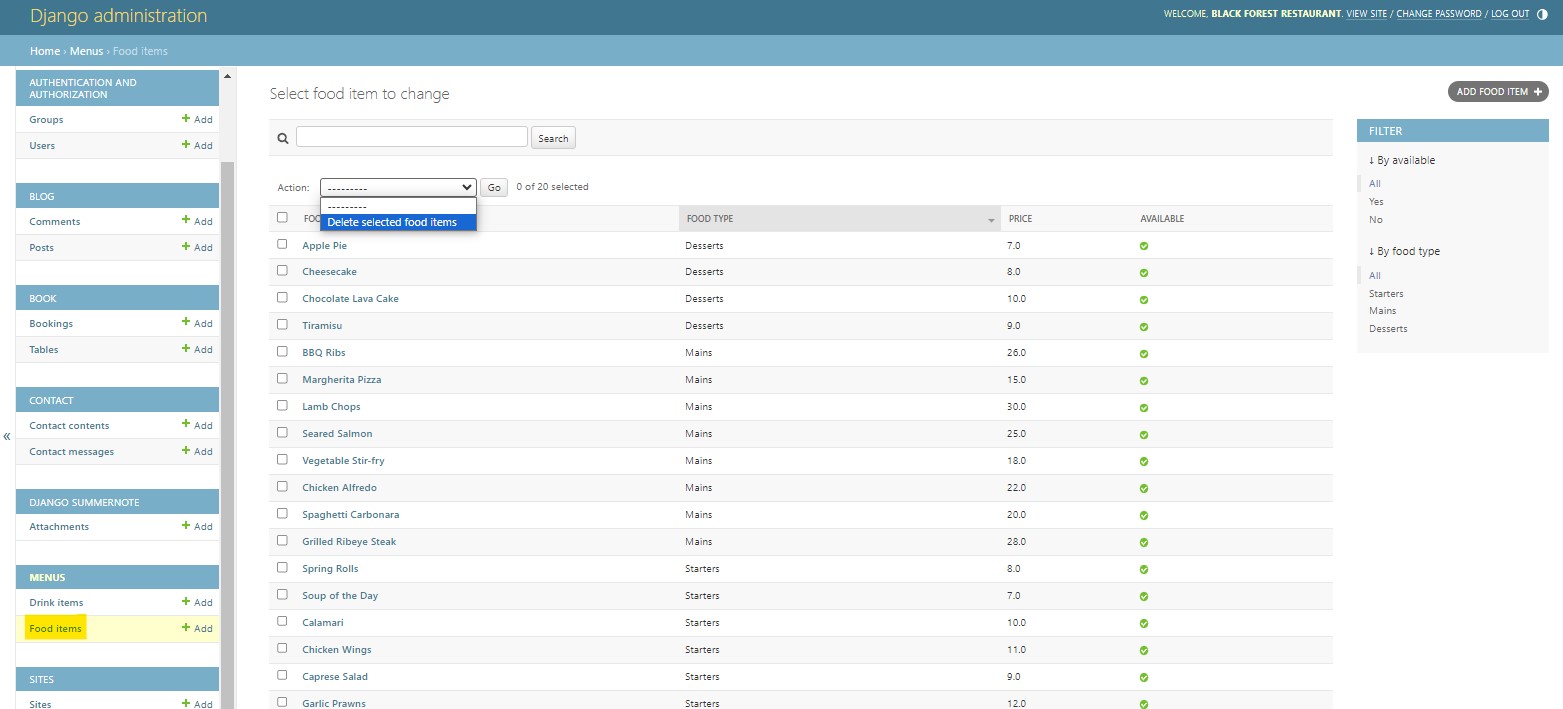 Django administration
WELCOME, BLACK FOREST RESTAURANT. VIEW SITE / CHANGE PASSWORD / LOG OUT
Home › Menus › Food items
AUTHENTICATION AND
AUTHORIZATION
Groups + Add
Users + Add
BLOG
Comments + Add
Posts + Add
BOOK
Bookings + Add
Tables + Add
CONTACT
Contact contents + Add
Contact messages + Add
DJANGO SUMMERNOTE
Attachments + Add
MENUS
Drink items + Add
Food items + Add
SITES
Sites + Add
«
Select food item to change
ADD FOOD ITEM +
Search
Action: --------- Go 0 of 20 selected
---------
Delete selected food items
FOO FOOD TYPE PRICE AVAILABLE
Apple Pie Desserts 7.0
Cheesecake Desserts 8.0
Chocolate Lava Cake Desserts 10.0
Tiramisu Desserts 9.0
BBQ Ribs Mains 26.0
Margherita Pizza Mains 15.0
Lamb Chops Mains 30.0
Seared Salmon Mains 25.0
Vegetable Stir-fry Mains 18.0
Chicken Alfredo Mains 22.0
Spaghetti Carbonara Mains 20.0
Grilled Ribeye Steak Mains 28.0
Spring Rolls Starters 8.0
Soup of the Day Starters 7.0
Calamari Starters 10.0
Chicken Wings Starters 11.0
Caprese Salad Starters 9.0
Garlic Prawns Starters 12.0
FILTER
↓ By available
All
Yes
No
↓ By food type
All
Starters
Mains
Desserts